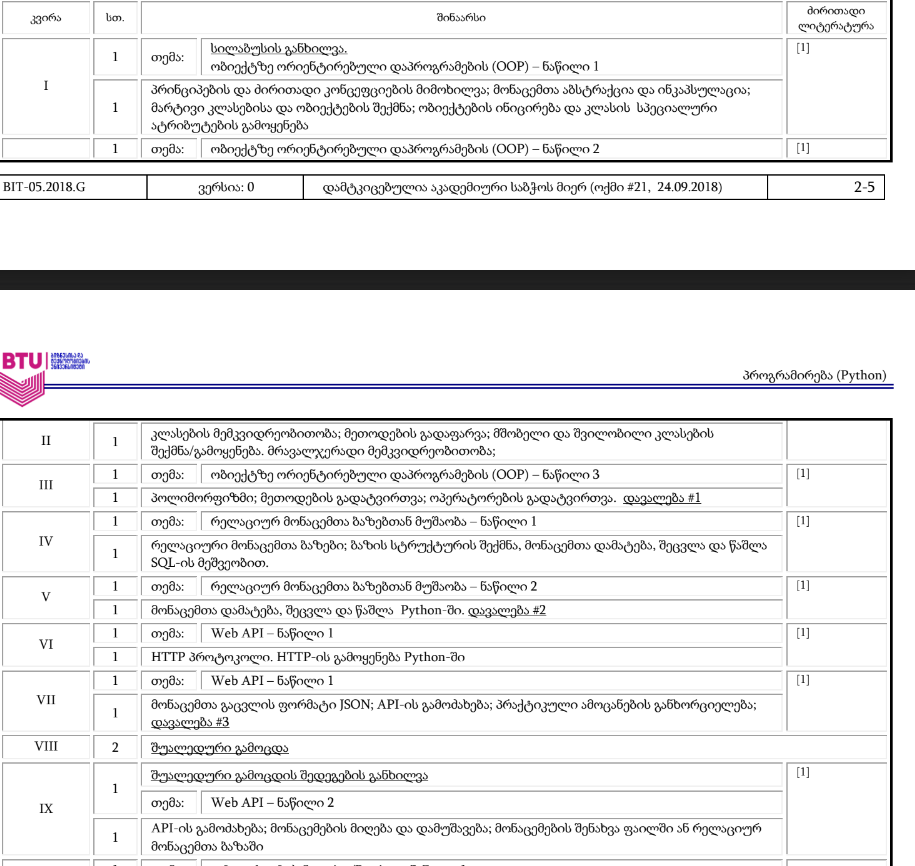 კვირა
სთ.
შინაარსი
ძირითადი
ლიტერატურა
I
1
თემა:
სილაბუსის განხილვა.
ობიექტზე ორიენტირებული დაპროგრამების (OOP) – ნაწილი 1
[1]
1
პრინციპების და ძირითადი კონცეფციების მიმოხილვა; მონაცემთა აბსტრაქცია და ინკაპსულაცია;
მარტივი კლასებისა და ობიექტების შექმნა; ობიექტების ინიცირება და კლასის სპეციალური
ატრიბუტების გამოყენება
1
თემა:
ობიექტზე ორიენტირებული დაპროგრამების (OOP) – ნაწილი 2
[1]
BIT-05.2018.G
ვერსია: 0
დამტკიცებულია აკადემიური საბჭოს მიერ (ოქმი #21, 24.09.2018)
2-5
BTU
ბიზნესისა და
ტექნოლოგიების
უნივერსიტეტი
პროგრამირება (Python)
II
1
კლასების მემკვიდრეობითობა; მეთოდების გადაფარვა; მშობელი და შვილობილი კლასების
შექმნა/გამოყენება. მრავალჯერადი მემკვიდრეობითობა;
III
1
თემა:
ობიექტზე ორიენტირებული დაპროგრამების (OOP) – ნაწილი 3
[1]
1
პოლიმორფიზმი; მეთოდების გადატვირთვა; ოპერატორების გადატვირთვა. დავალება #1
IV
1
თემა:
რელაციურ მონაცემთა ბაზებთან მუშაობა – ნაწილი 1
[1]
1
რელაციური მონაცემთა ბაზები; ბაზის სტრუქტურის შექმნა, მონაცემთა დამატება, შეცვლა და წაშლა
SQL-ის მეშვეობით.
V
1
თემა:
რელაციურ მონაცემთა ბაზებთან მუშაობა – ნაწილი 2
[1]
1
მონაცემთა დამატება, შეცვლა და წაშლა Python-ში. დავალება #2
VI
1
თემა:
Web API – ნაწილი 1
[1]
1
HTTP პროტოკოლი. HTTP-ის გამოყენება Python-ში
VII
1
თემა:
Web API – ნაწილი 1
[1]
1
მონაცემთა გაცვლის ფორმატი JSON; API-ის გამოძახება; პრაქტიკული ამოცანების განხორციელება;
დავალება #3
VIII
2
შუალედური გამოცდა
IX
1
შუალედური გამოცდის შედეგების განხილვა
[1]
თემა:
Web API – ნაწილი 2
1
API-ის გამოძახება; მონაცემების მიღება და დამუშავება; მონაცემების შენახვა ფაილში ან რელაციურ
მონაცემთა ბაზაში